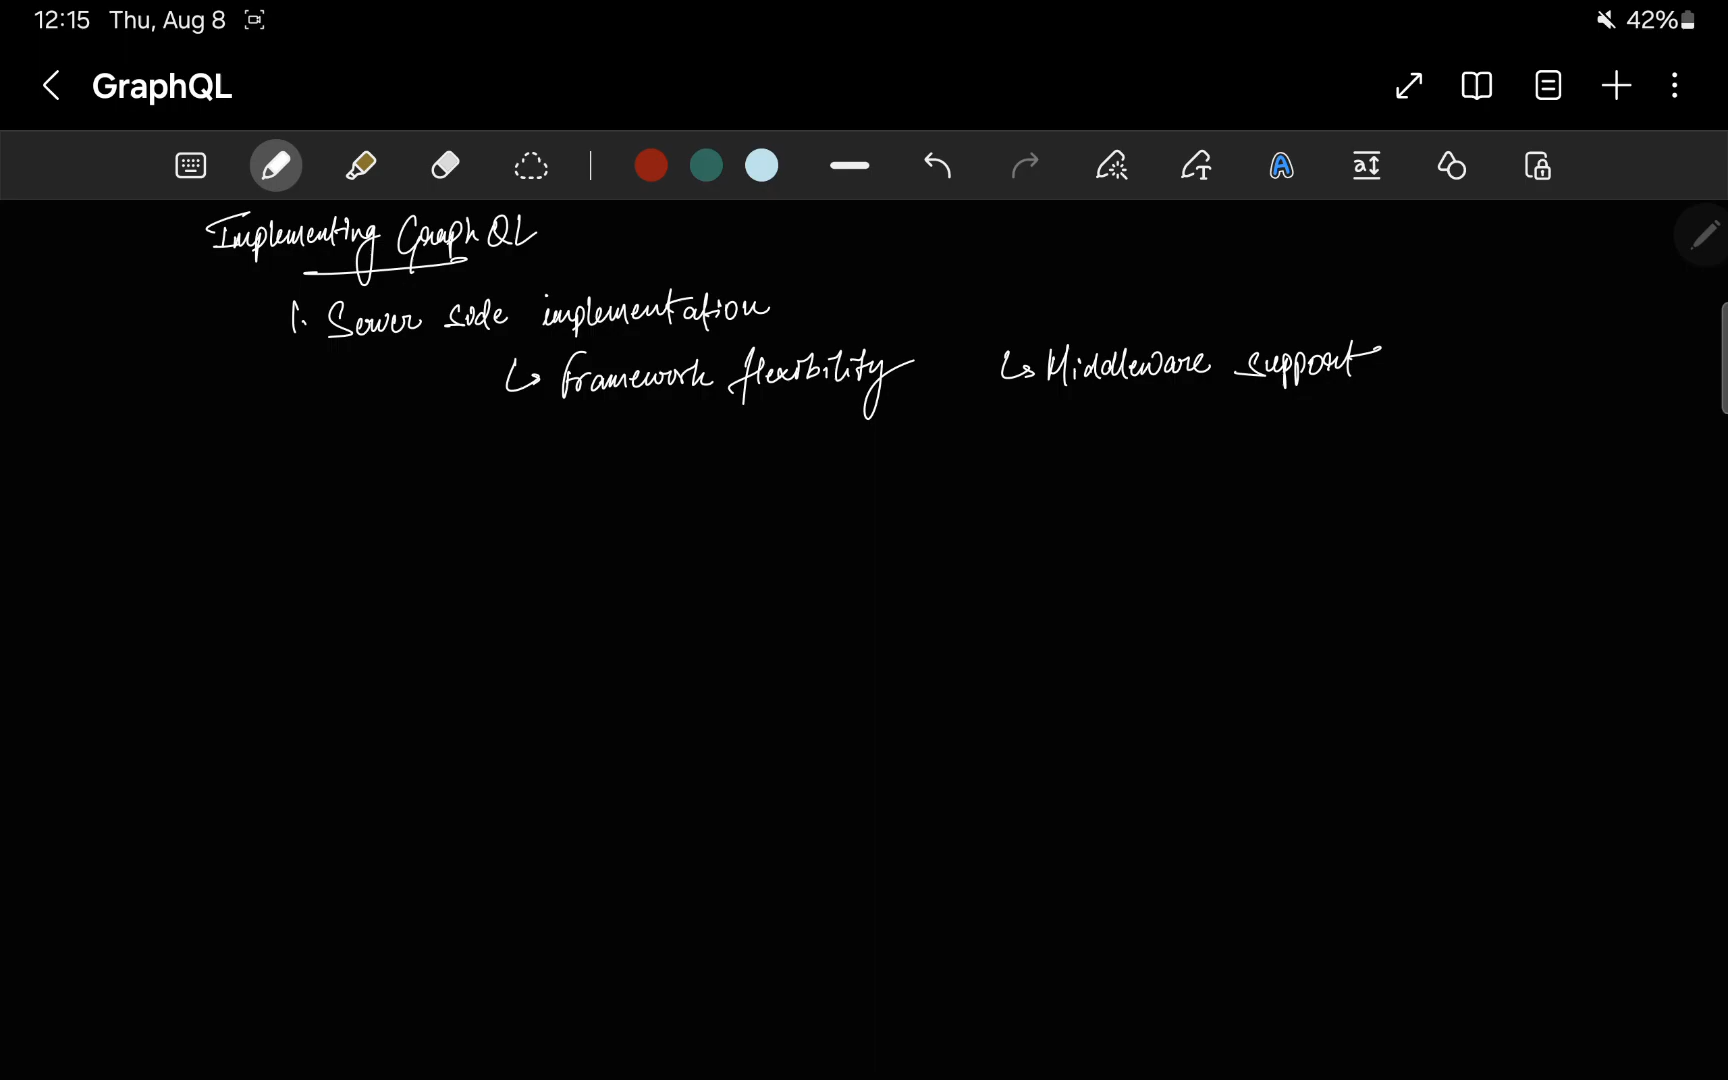 12:15 Thu, Aug 8 42%
GraphQL
Implementing GraphQL
1. Server side implementation
↳ Framework flexibility ↳ Middleware support